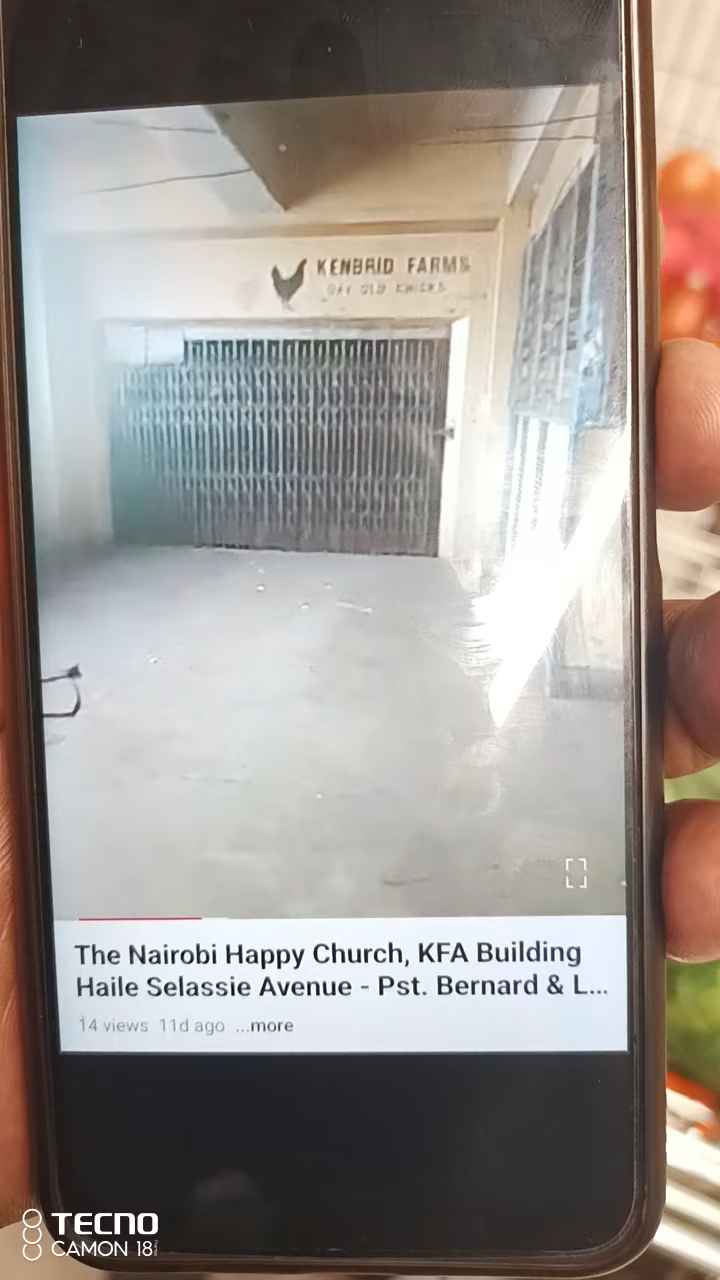 KENBRID FARMS
DAY OLD CHICKS
The Nairobi Happy Church, KFA Building
Haile Selassie Avenue - Pst. Bernard & L...
14 views 11d ago ...more
TECNO
CAMON 18